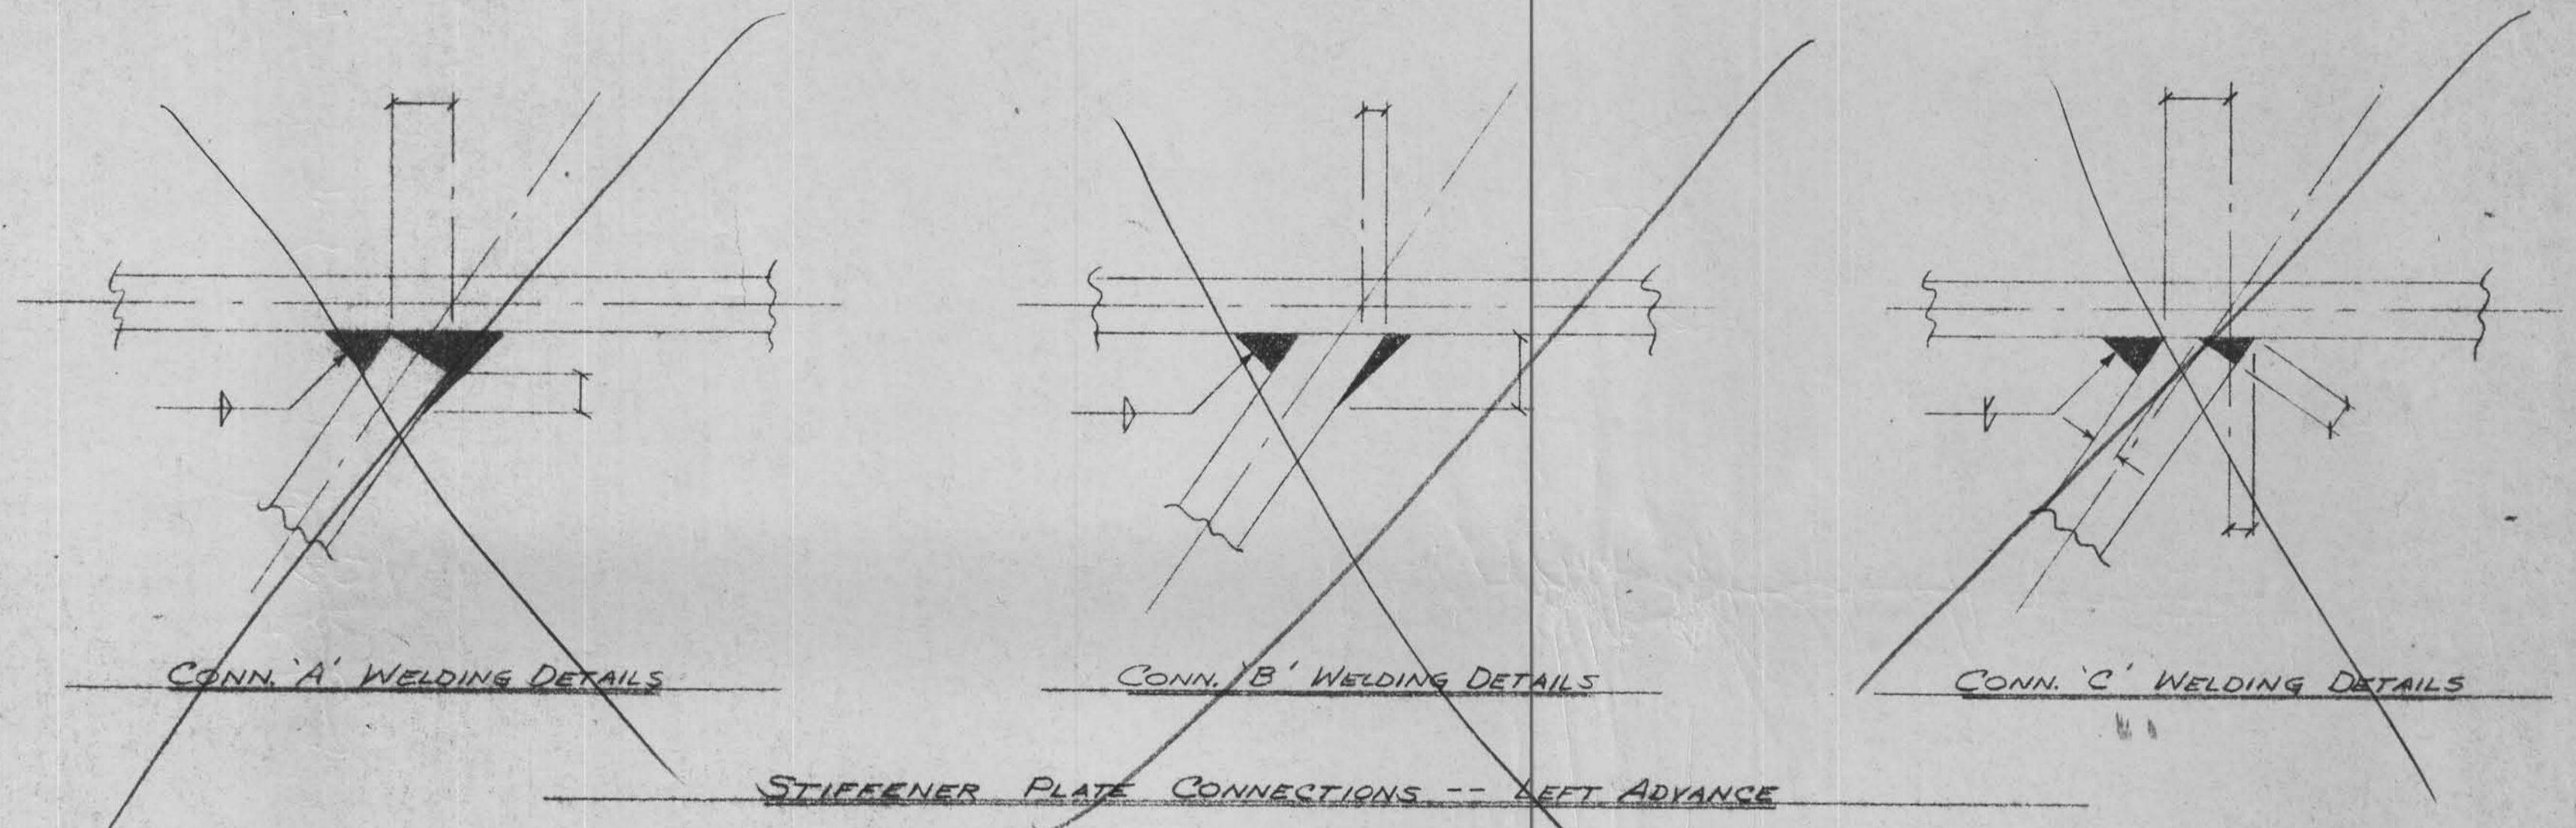 CONN. 'A' WELDING DETAILS
CONN. 'B' WELDING DETAILS
CONN. 'C' WELDING DETAILS
STIFFENER PLATE CONNECTIONS -- LEFT ADVANCE